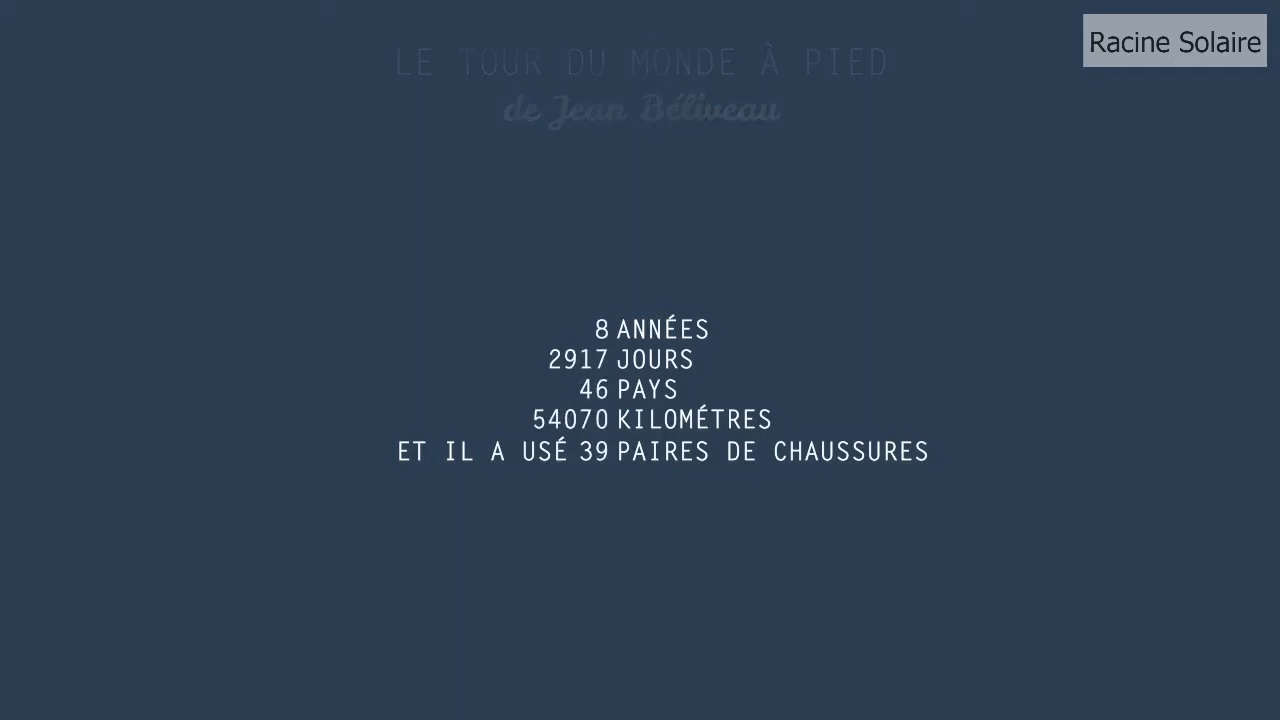 Racine Solaire
LE TOUR DU MONDE À PIED
de Jean Béliveau
8 ANNÉES
2917 JOURS
46 PAYS
54070 KILOMÉTRES
ET IL A USÉ 39 PAIRES DE CHAUSSURES